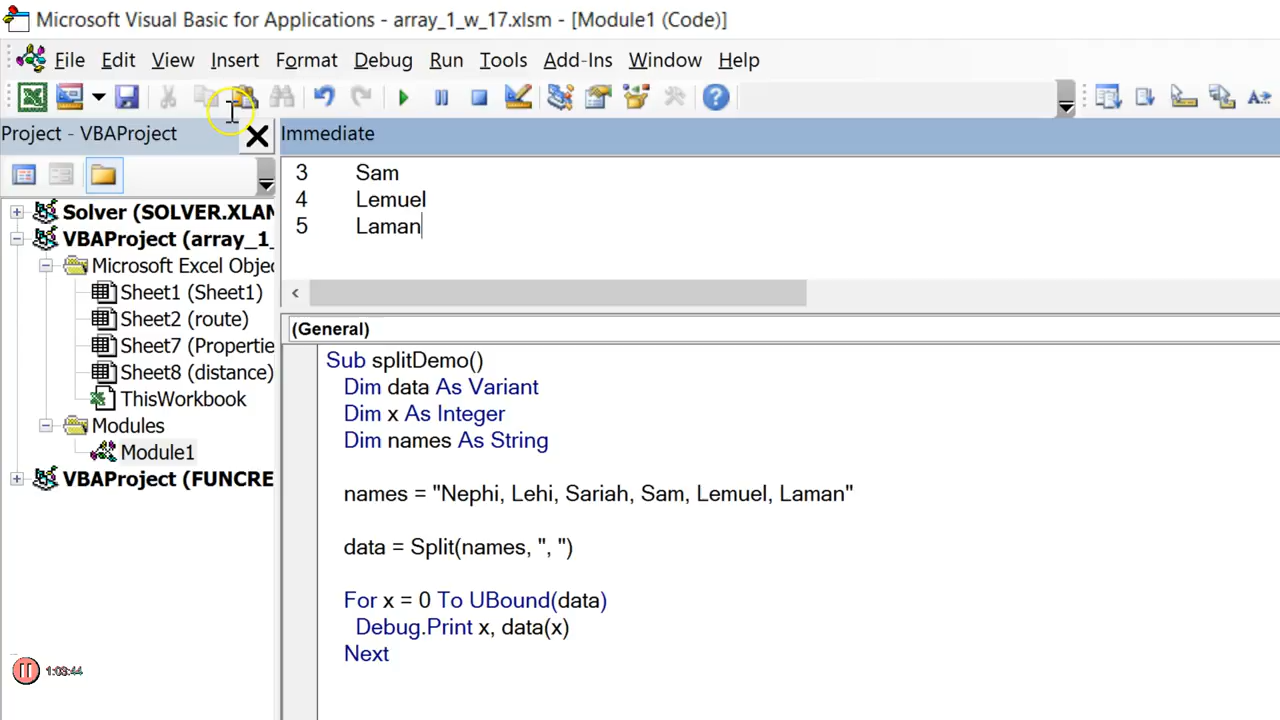 Microsoft Visual Basic for Applications - array_1_w_17.xlsm - [Module1 (Code)]
File Edit View Insert Format Debug Run Tools Add-Ins Window Help
Project - VBAProject
Immediate
3 Sam
4 Lemuel
5 Laman
Solver (SOLVER.XLAM
VBAProject (array_1_
Microsoft Excel Objec
Sheet1 (Sheet1)
Sheet2 (route)
Sheet7 (Propertie
Sheet8 (distance)
ThisWorkbook
Modules
Module1
VBAProject (FUNCRE
(General)
Sub splitDemo()
Dim data As Variant
Dim x As Integer
Dim names As String
names = "Nephi, Lehi, Sariah, Sam, Lemuel, Laman"
data = Split(names, ", ")
For x = 0 To UBound(data)
Debug.Print x, data(x)
Next
1:03:44